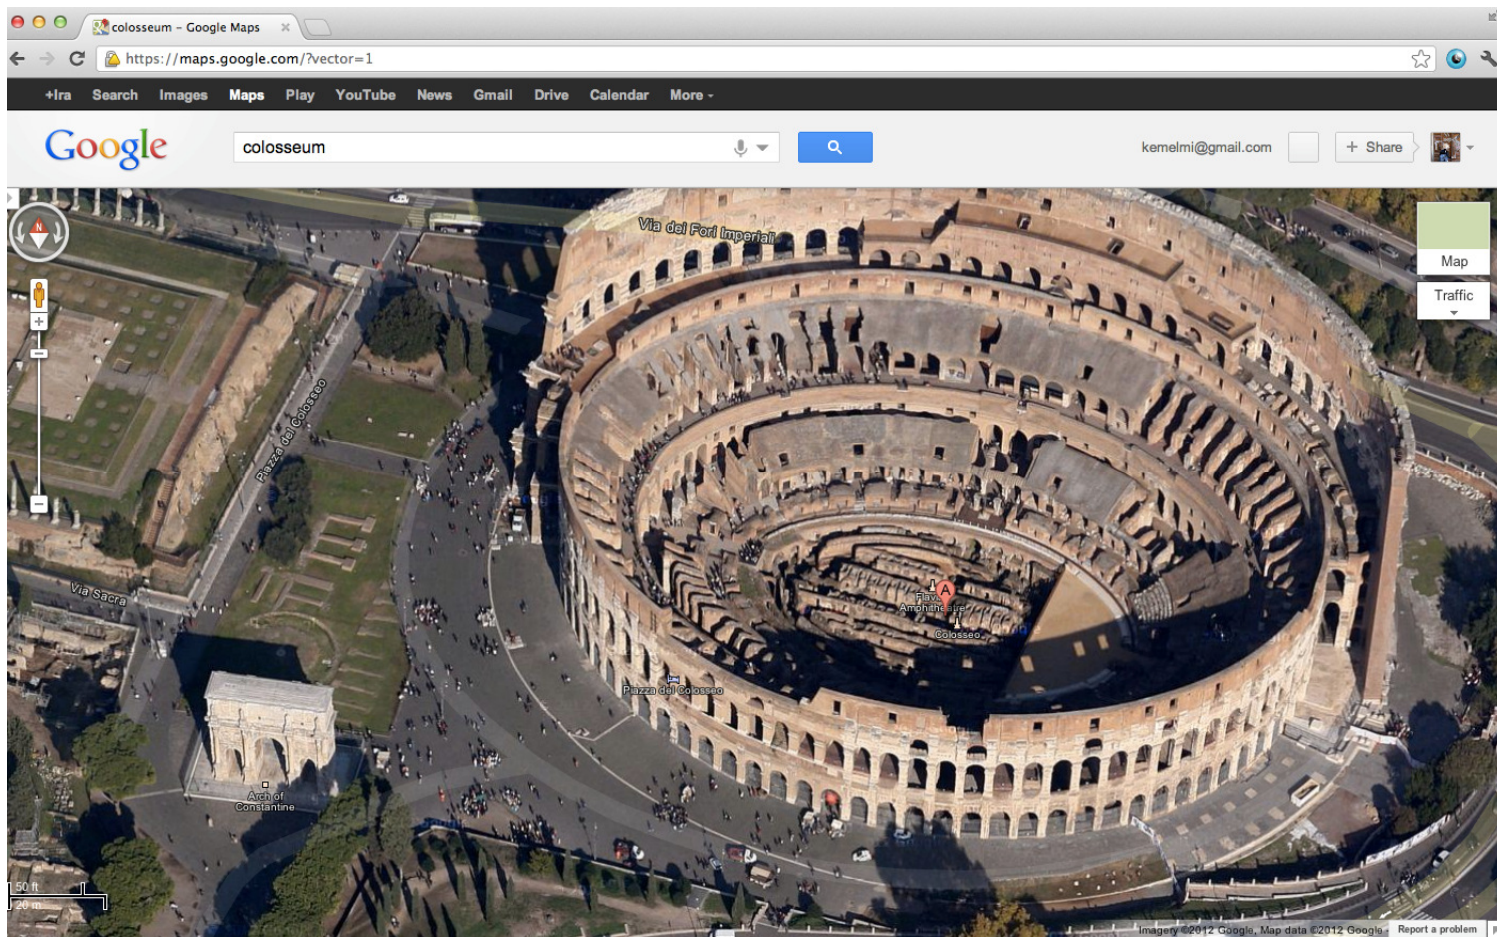 colosseum - Google Maps
https://maps.google.com/?vector=1
+Ira Search Images Maps Play YouTube News Gmail Drive Calendar More
Google
colosseum
kemelmi@gmail.com
+ Share
Via dei Fori Imperiali
N
Map
Traffic
Piazza del Colosseo
Via Sacra
A
Amphitheatre
Colosseo
Piazza del Colosseo
Arch of
Constantine
50 ft
20 m
Imagery ©2012 Google, Map data ©2012 Google - Report a problem